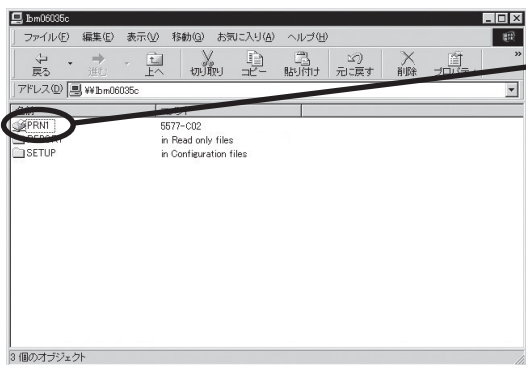 Ibm06035c
ファイル(F) 編集(E) 表示(V) 移動(G) お気に入り(A) ヘルプ(H)
戻る 進む 上へ 切り取り コピー 貼り付け 元に戻す 削除 »
アドレス(D) ¥¥Ibm06035c
PRN1 5577-C02
in Read only files
SETUP in Configuration files
3 個のオブジェクト